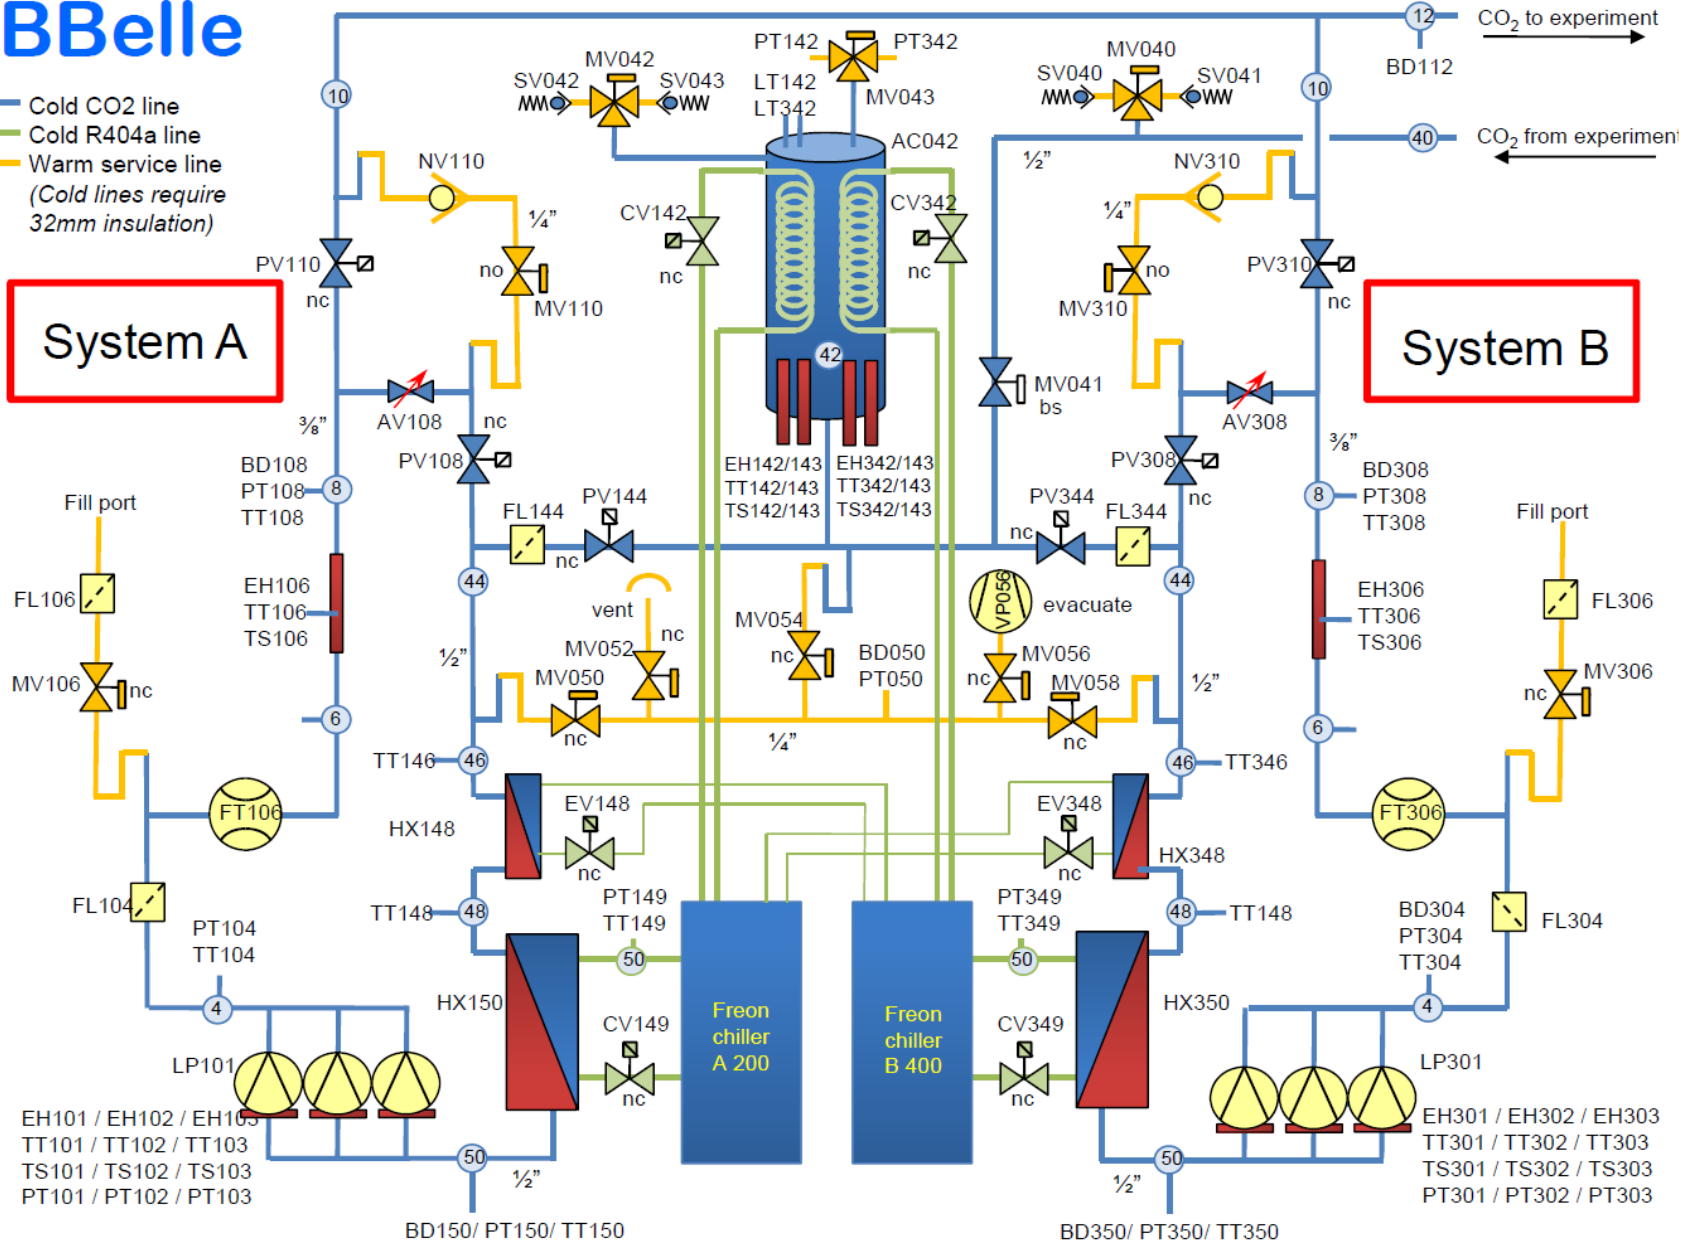 BBelle
Cold CO2 line
Cold R404a line
Warm service line
(Cold lines require
32mm insulation)
System A
System B
12
CO2 to experiment
BD112
40
CO2 from experiment
½”
10
10
MV042
SV042
SV043
PT142
PT342
LT142
LT342
MV043
AC042
MV040
SV040
SV041
NV110
¼”
PV110
nc
no
MV110
CV142
nc
CV342
nc
NV310
¼”
no
MV310
PV310
nc
42
MV041
bs
AV108
nc
PV108
⅜”
AV308
PV308
nc
⅜”
BD108
PT108
TT108
8
EH142/143
TT142/143
TS142/143
EH342/143
TT342/143
TS342/143
8
BD308
PT308
TT308
Fill port
FL106
MV106
nc
EH106
TT106
TS106
6
FL144
PV144
nc
PV344
nc
FL344
44
44
vent
nc
MV052
MV050
nc
MV054
nc
BD050
PT050
VP056
evacuate
MV056
nc
MV058
nc
½”
½”
¼”
EH306
TT306
TS306
6
Fill port
FL306
MV306
nc
TT146
46
46
TT346
FT106
FT306
HX148
EV148
nc
EV348
nc
HX348
FL104
FL304
TT148
48
48
TT148
PT149
TT149
50
PT349
TT349
50
PT104
TT104
4
BD304
PT304
TT304
4
HX150
HX350
CV149
nc
CV349
nc
Freon
chiller
A 200
Freon
chiller
B 400
LP101
LP301
EH101 / EH102 / EH103
TT101 / TT102 / TT103
TS101 / TS102 / TS103
PT101 / PT102 / PT103
EH301 / EH302 / EH303
TT301 / TT302 / TT303
TS301 / TS302 / TS303
PT301 / PT302 / PT303
50
½”
50
½”
BD150/ PT150/ TT150
BD350/ PT350/ TT350